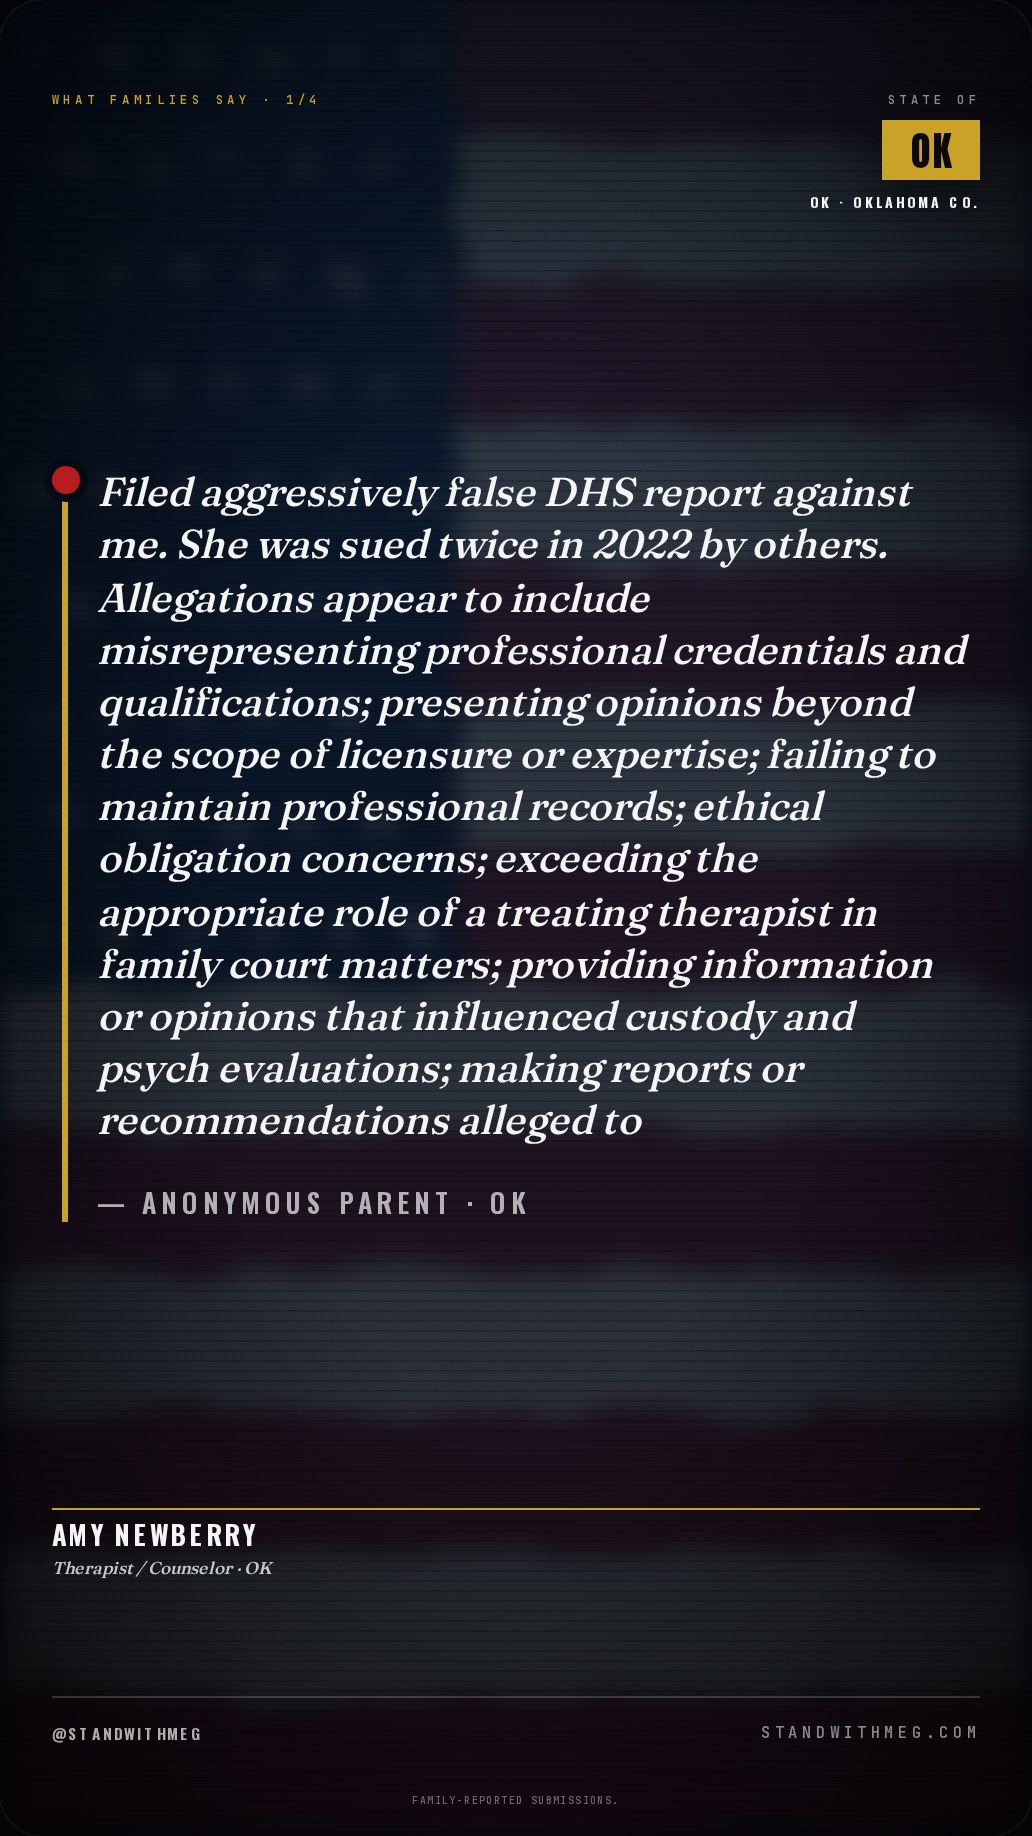 WHAT FAMILIES SAY · 1/4
STATE OF
OK
OK · OKLAHOMA CO.
Filed aggressively false DHS report against
me. She was sued twice in 2022 by others.
Allegations appear to include
misrepresenting professional credentials and
qualifications; presenting opinions beyond
the scope of licensure or expertise; failing to
maintain professional records; ethical
obligation concerns; exceeding the
appropriate role of a treating therapist in
family court matters; providing information
or opinions that influenced custody and
psych evaluations; making reports or
recommendations alleged to
— ANONYMOUS PARENT · OK
AMY NEWBERRY
Therapist / Counselor · OK
@STANDWITHMEG
STANDWITHMEG.COM
FAMILY-REPORTED SUBMISSIONS.